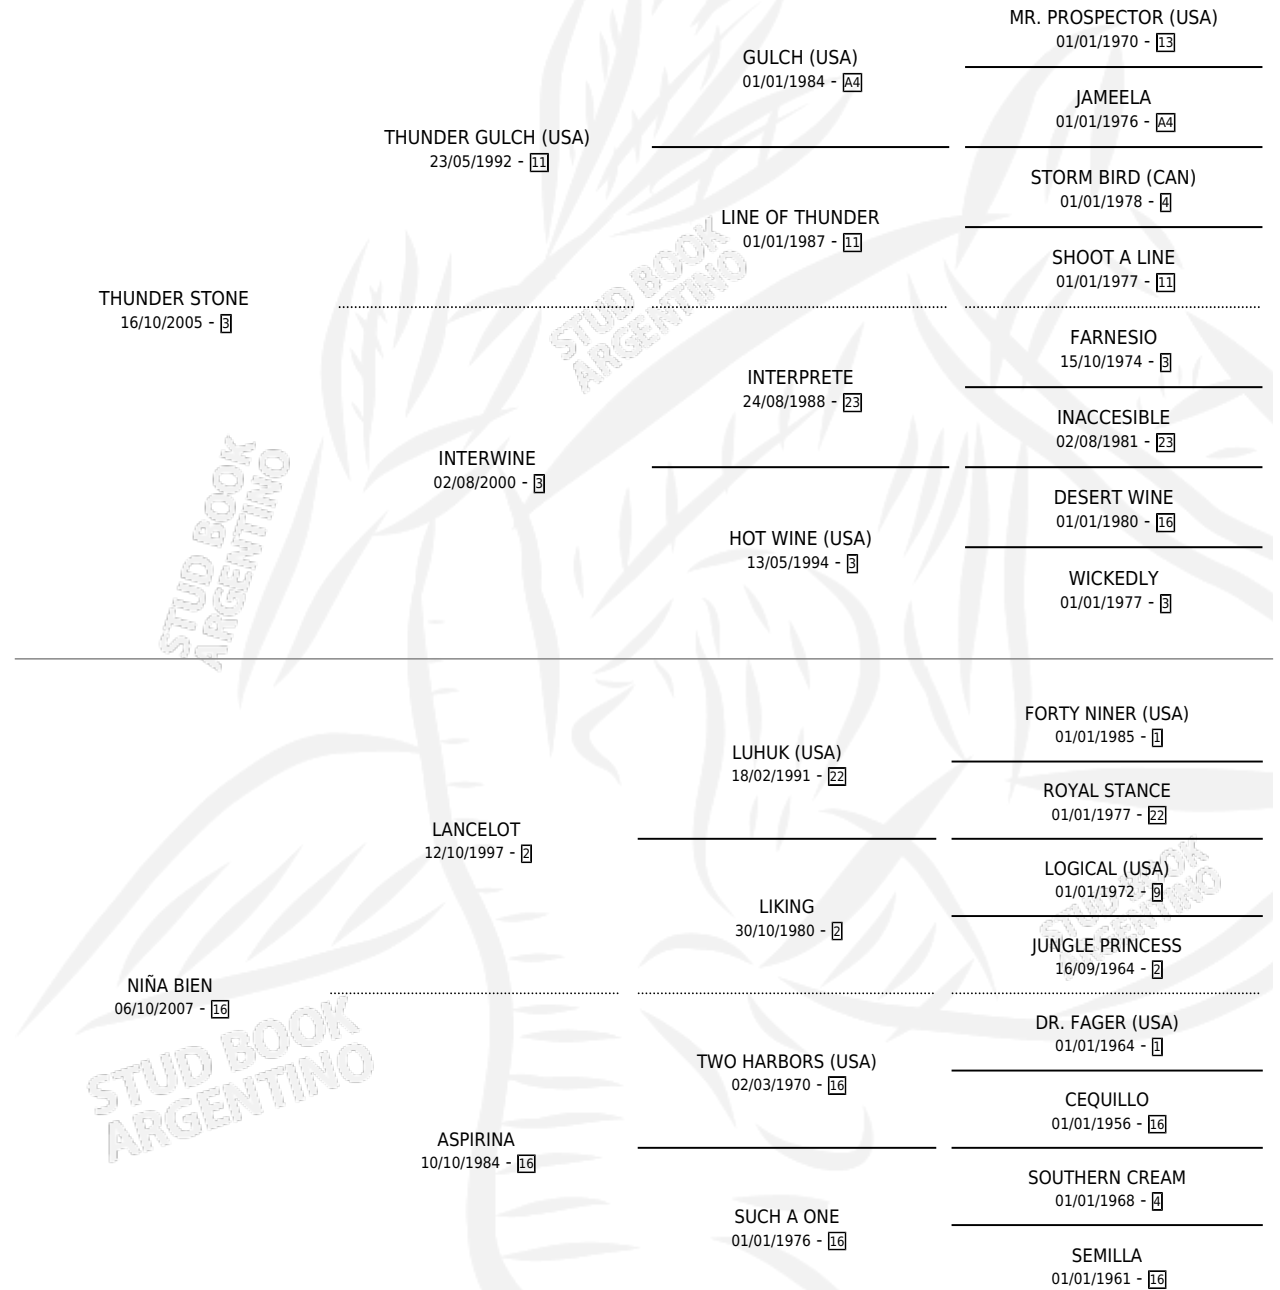 MR. PROSPECTOR (USA)
01/01/1970 - 13
GULCH (USA)
01/01/1984 - A4
JAMEELA
01/01/1976 - A4
THUNDER GULCH (USA)
23/05/1992 - 11
STORM BIRD (CAN)
01/01/1978 - 4
LINE OF THUNDER
01/01/1987 - 11
SHOOT A LINE
01/01/1977 - 11
THUNDER STONE
16/10/2005 - 3
STUD BOOK
ARGENTINO
FARNESIO
15/10/1974 - 3
INTERPRETE
24/08/1988 - 23
INACCESIBLE
02/08/1981 - 23
INTERWINE
02/08/2000 - 3
DESERT WINE
01/01/1980 - 16
HOT WINE (USA)
13/05/1994 - 3
WICKEDLY
01/01/1977 - 3
STUD BOOK
ARGENTINO
FORTY NINER (USA)
01/01/1985 - 1
LUHUK (USA)
18/02/1991 - 22
ROYAL STANCE
01/01/1977 - 22
LANCELOT
12/10/1997 - 2
LOGICAL (USA)
01/01/1972 - 9
STUD BOOK
ARGENTINO
LIKING
30/10/1980 - 2
JUNGLE PRINCESS
16/09/1964 - 2
NIÑA BIEN
06/10/2007 - 16
STUD BOOK
ARGENTINO
DR. FAGER (USA)
01/01/1964 - 1
TWO HARBORS (USA)
02/03/1970 - 16
CEQUILLO
01/01/1956 - 16
ASPIRINA
10/10/1984 - 16
SOUTHERN CREAM
01/01/1968 - 4
SUCH A ONE
01/01/1976 - 16
SEMILLA
01/01/1961 - 16